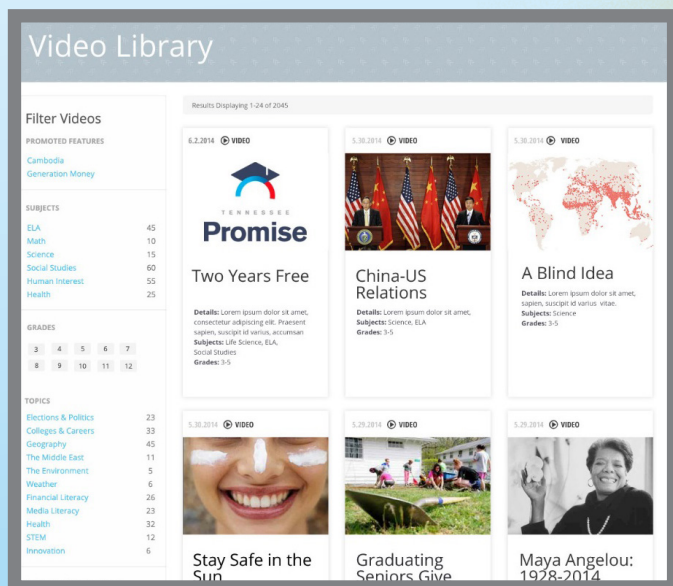 Video Library
Filter Videos
PROMOTED FEATURES
Cambodia
Generation Money
SUBJECTS
ELA 45
Math 10
Science 15
Social Studies 60
Human Interest 55
Health 25
GRADES
3 4 5 6 7
8 9 10 11 12
TOPICS
Elections & Politics 23
Colleges & Careers 33
Geography 45
The Middle East 11
The Environment 5
Weather 6
Financial Literacy 26
Media Literacy 23
Health 32
STEM 12
Innovation 6
Results Displaying 1-24 of 2045
6.2.2014 VIDEO
TENNESSEE
Promise
Two Years Free
Details: Lorem ipsum dolor sit amet,
consectetur adipiscing elit. Praesent
sapien, suscipit id varius, accumsan
Subjects: Life Science, ELA,
Social Studies
Grades: 3-5
5.30.2014 VIDEO
China-US
Relations
Details: Lorem ipsum dolor sit amet,
Subjects: Science, ELA
Grades: 3-5
5.30.2014 VIDEO
A Blind Idea
Details: Lorem ipsum dolor sit amet,
sapien, suscipit id varius vitae.
Subjects: Science
Grades: 3-5
5.30.2014 VIDEO
Stay Safe in the
Sun
5.29.2014 VIDEO
Graduating
Seniors Give
5.29.2014 VIDEO
Maya Angelou:
1928-2014